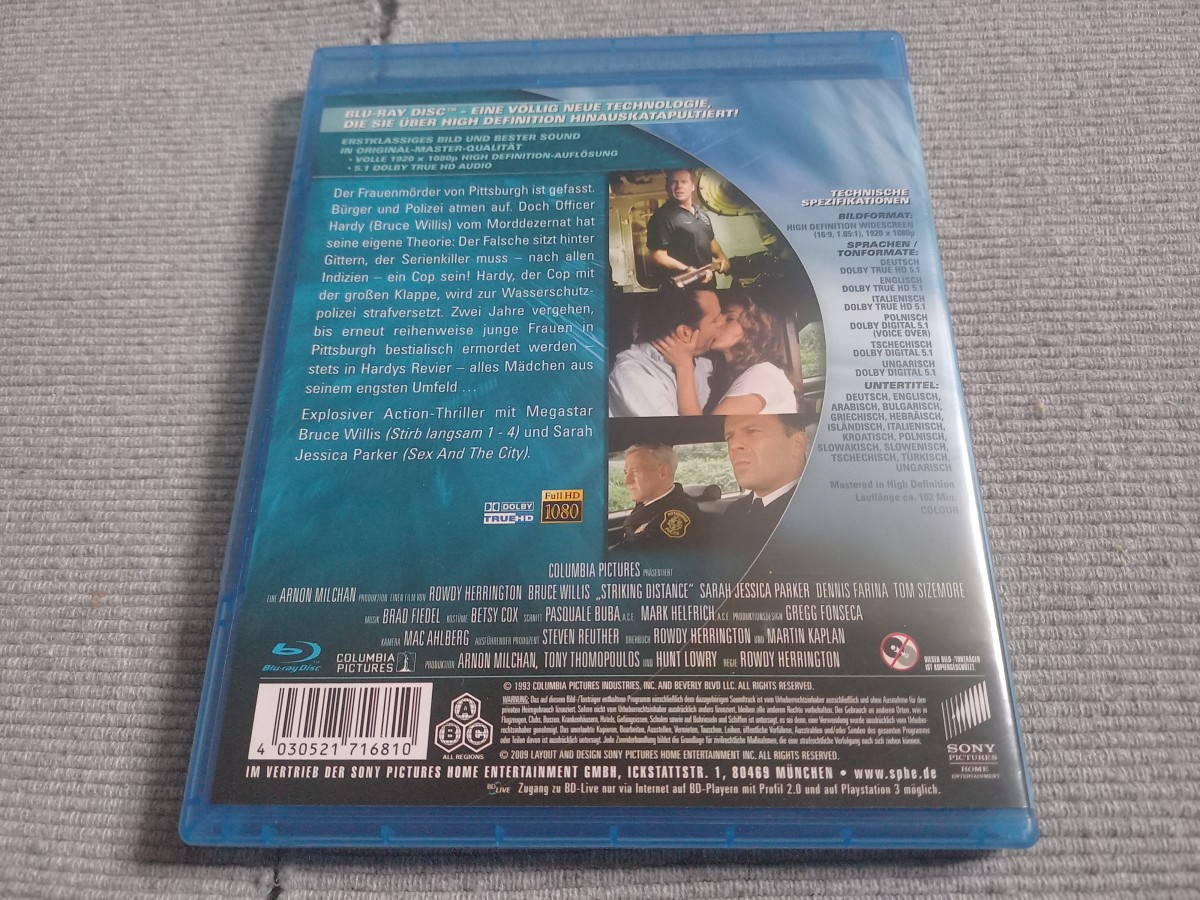 BLU-RAY DISC™ - EINE VÖLLIG NEUE TECHNOLOGIE,
DIE SIE ÜBER HIGH DEFINITION HINAUSKATAPULTIERT!
ERSTKLASSIGES BILD UND BESTER SOUND
IN ORIGINAL-MASTER-QUALITÄT
• VOLLE 1920 x 1080p HIGH DEFINITION-AUFLÖSUNG
• 5.1 DOLBY TRUE HD AUDIO
Der Frauenmörder von Pittsburgh ist gefasst.
Bürger und Polizei atmen auf. Doch Officer
Hardy (Bruce Willis) vom Morddezernat hat
seine eigene Theorie: Der Falsche sitzt hinter
Gittern, der Serienkiller muss – nach allen
Indizien – ein Cop sein! Hardy, der Cop mit
der großen Klappe, wird zur Wasserschutz-
polizei strafversetzt. Zwei Jahre vergehen,
bis erneut reihenweise junge Frauen in
Pittsburgh bestialisch ermordet werden –
stets in Hardys Revier – alles Mädchen aus
seinem engsten Umfeld ...
Explosiver Action-Thriller mit Megastar
Bruce Willis (Stirb langsam 1 - 4) und Sarah
Jessica Parker (Sex And The City).
DOLBY
TRUEHD
Full HD
1080
TECHNISCHE
SPEZIFIKATIONEN
BILDFORMAT:
HIGH DEFINITION WIDESCREEN
(16:9, 1.85:1), 1920 x 1080p
SPRACHEN /
TONFORMATE:
DEUTSCH
DOLBY TRUE HD 5.1
ENGLISCH
DOLBY TRUE HD 5.1
ITALIENISCH
DOLBY TRUE HD 5.1
POLNISCH
DOLBY DIGITAL 5.1
(VOICE OVER)
TSCHECHISCH
DOLBY DIGITAL 5.1
UNGARISCH
DOLBY DIGITAL 5.1
UNTERTITEL:
DEUTSCH, ENGLISCH,
ARABISCH, BULGARISCH,
GRIECHISCH, HEBRÄISCH,
ISLÄNDISCH, ITALIENISCH,
KROATISCH, POLNISCH,
SLOWAKISCH, SLOWENISCH,
TSCHECHISCH, TÜRKISCH,
UNGARISCH
Mastered in High Definition
Lauflänge ca. 102 Min.
COLOUR
COLUMBIA PICTURES PRÄSENTIERT
EINE ARNON MILCHAN PRODUKTION EINEN FILM VON ROWDY HERRINGTON BRUCE WILLIS „STRIKING DISTANCE" SARAH JESSICA PARKER DENNIS FARINA TOM SIZEMORE
MUSIK BRAD FIEDEL KOSTÜME BETSY COX SCHNITT PASQUALE BUBA A.C.E. MARK HELFRICH, A.C.E. PRODUKTIONSDESIGN GREGG FONSECA
KAMERA MAC AHLBERG AUSFÜHRENDER PRODUZENT STEVEN REUTHER DREHBUCH ROWDY HERRINGTON UND MARTIN KAPLAN
PRODUKTION ARNON MILCHAN, TONY THOMOPOULOS UND HUNT LOWRY REGIE ROWDY HERRINGTON
Blu-ray Disc
COLUMBIA
PICTURES
DIESER BILD-/TONTRÄGER
IST KOPIERGESCHÜTZT
4 030521 716810
A
B C
ALL REGIONS
© 1993 COLUMBIA PICTURES INDUSTRIES, INC. AND BEVERLY BLVD LLC. ALL RIGHTS RESERVED.
© 2009 LAYOUT AND DESIGN SONY PICTURES HOME ENTERTAINMENT INC. ALL RIGHTS RESERVED.
SONY
PICTURES
HOME
ENTERTAINMENT
IM VERTRIEB DER SONY PICTURES HOME ENTERTAINMENT GMBH, ICKSTATTSTR. 1, 80469 MÜNCHEN • www.sphe.de
BD LIVE Zugang zu BD-Live nur via Internet auf BD-Playern mit Profil 2.0 und auf Playstation 3 möglich.